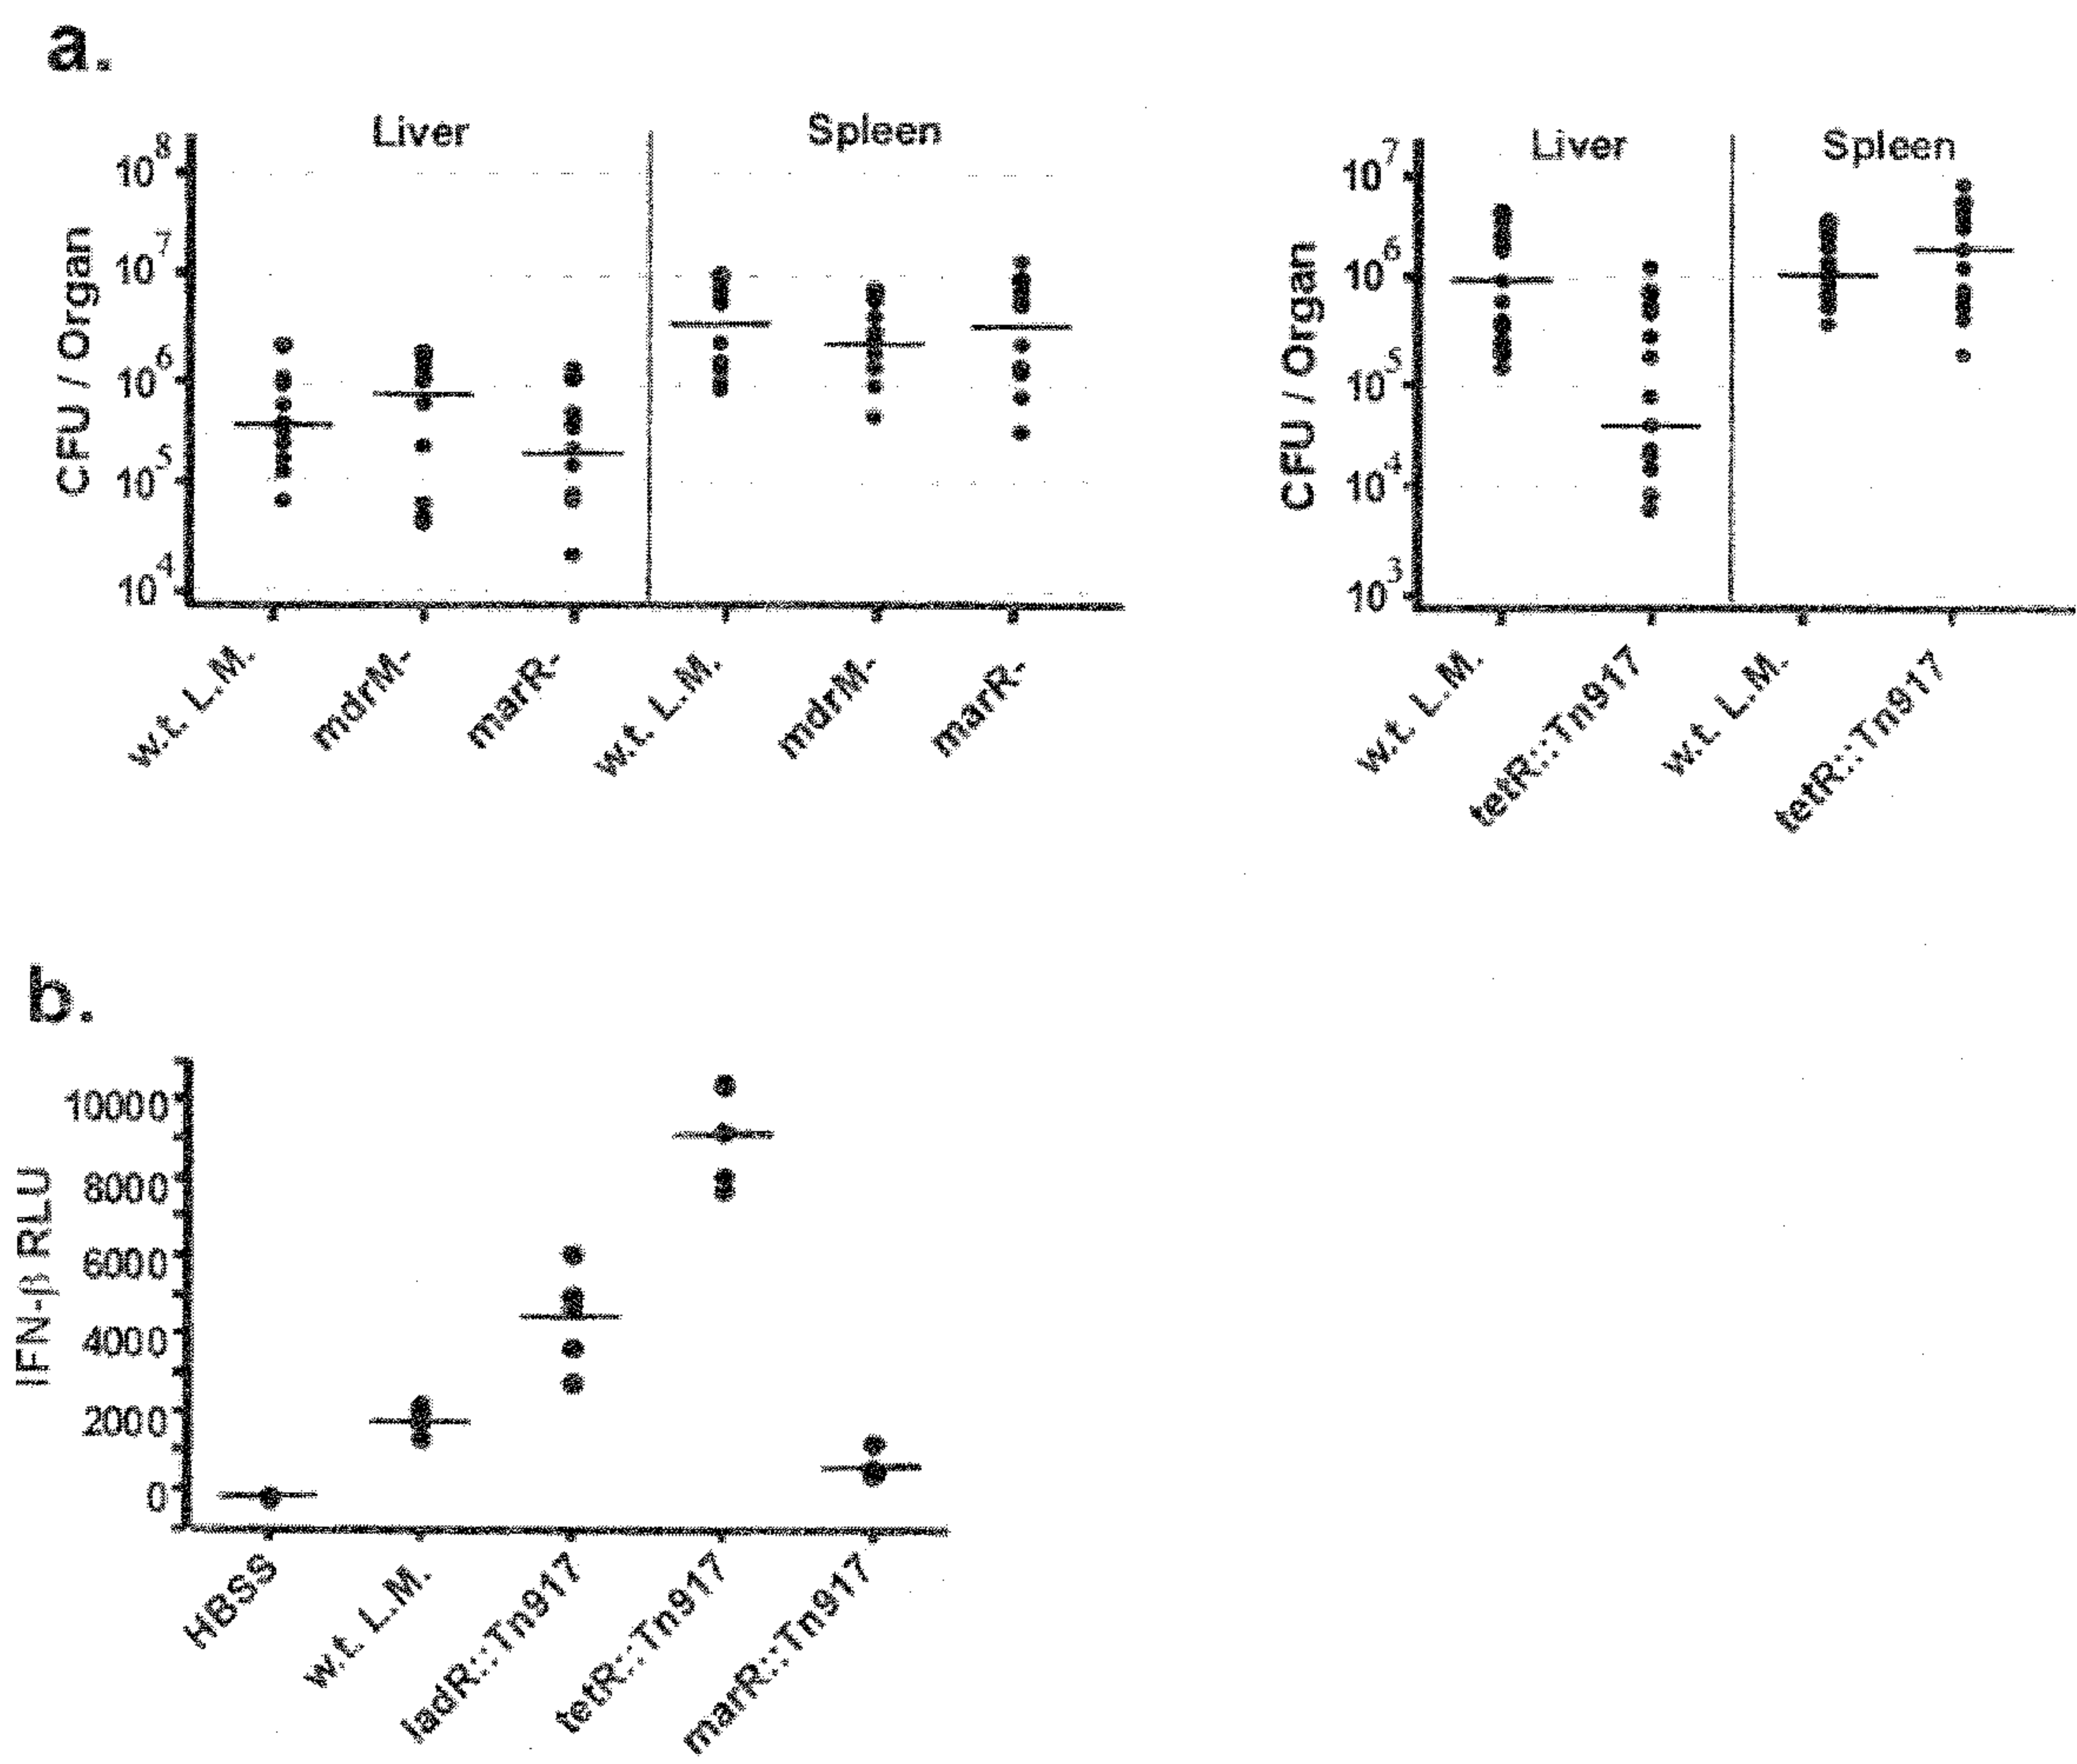 a.
Liver Spleen
CFU / Organ
10^8
10^7
10^6
10^5
10^4
w.t. L.M.
mdrM-
marR-
w.t. L.M.
mdrM-
marR-
Liver Spleen
CFU / Organ
10^7
10^6
10^5
10^4
10^3
w.t. L.M.
tetR::Tn917
w.t. L.M.
tetR::Tn917
b.
IFN-β RLU
10000
8000
6000
4000
2000
0
HBSS
w.t. L.M.
ladR::Tn917
tetR::Tn917
marR::Tn917